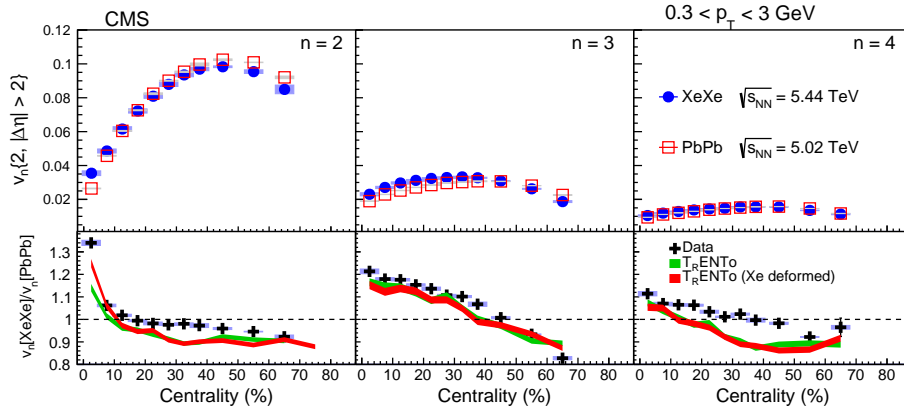 CMS
0.3 < p_T < 3 GeV
v_n{2, |Δη| > 2}
0.12
0.1
0.08
0.06
0.04
0.02
n = 2
n = 3
n = 4
XeXe √s_NN = 5.44 TeV
PbPb √s_NN = 5.02 TeV
v_n[XeXe]/v_n[PbPb]
1.3
1.2
1.1
1
0.9
0.8
Data
T_RENTo
T_RENTo (Xe deformed)
0 10 20 30 40 50 60 70 80
0 10 20 30 40 50 60 70 80
0 10 20 30 40 50 60 70 80
Centrality (%)
Centrality (%)
Centrality (%)